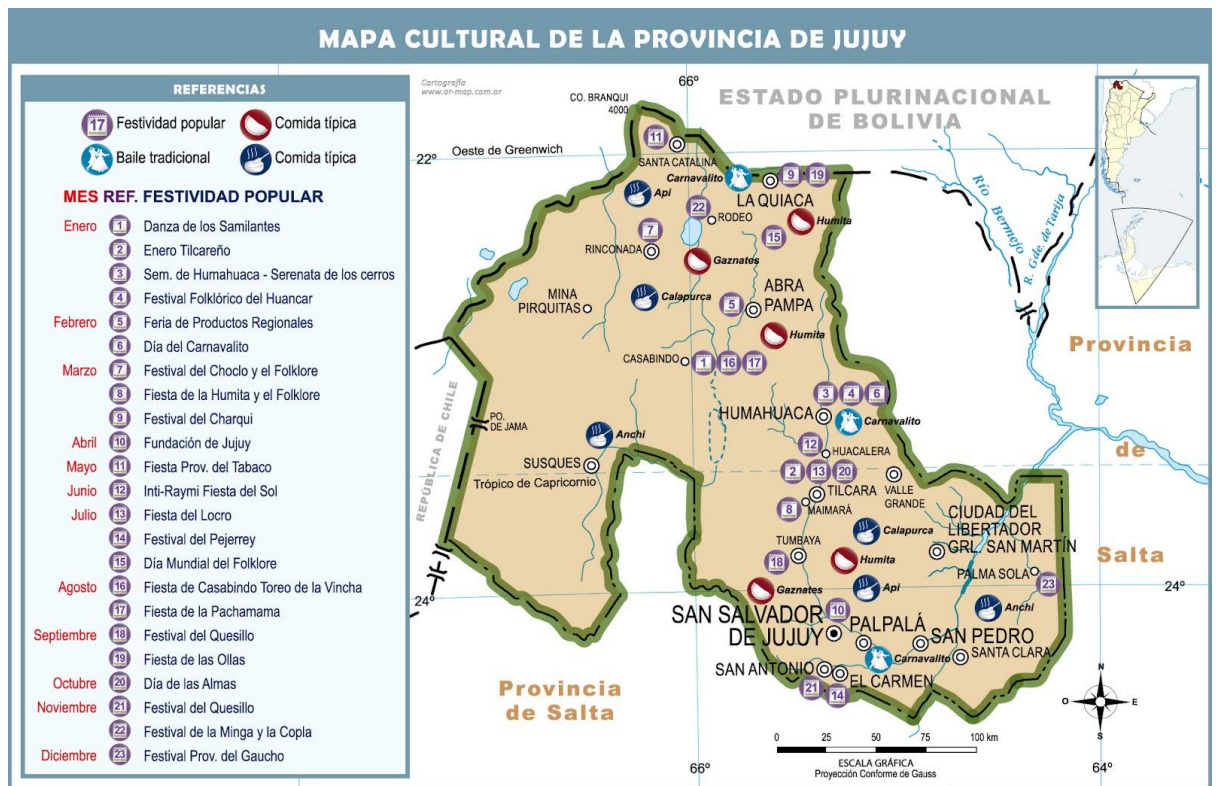 MAPA CULTURAL DE LA PROVINCIA DE JUJUY
REFERENCIAS
17 Festividad popular
Comida típica
Baile tradicional
Comida típica
MES REF. FESTIVIDAD POPULAR
Enero 1 Danza de los Samilantes
2 Enero Tilcareño
3 Sem. de Humahuaca - Serenata de los cerros
4 Festival Folklórico del Huancar
Febrero 5 Feria de Productos Regionales
6 Día del Carnavalito
Marzo 7 Festival del Choclo y el Folklore
8 Fiesta de la Humita y el Folklore
9 Festival del Charqui
Abril 10 Fundación de Jujuy
Mayo 11 Fiesta Prov. del Tabaco
Junio 12 Inti-Raymi Fiesta del Sol
Julio 13 Fiesta del Locro
14 Festival del Pejerrey
15 Día Mundial del Folklore
Agosto 16 Fiesta de Casabindo Toreo de la Vincha
17 Fiesta de la Pachamama
Septiembre 18 Festival del Quesillo
19 Fiesta de las Ollas
Octubre 20 Día de las Almas
Noviembre 21 Festival del Quesillo
22 Festival de la Minga y la Copla
Diciembre 23 Festival Prov. del Gaucho
Cartografía
www.ar-map.com.ar
66º
CO. BRANQUI
4000
ESTADO PLURINACIONAL
DE BOLIVIA
Oeste de Greenwich
22º
11
SANTA CATALINA
Carnavalito
9 19
LA QUIACA
Api
22
RODEO
Humita
7
15
RINCONADA
Gaznates
Calapurca
MINA
PIRQUITAS
5
ABRA
PAMPA
Humita
CASABINDO
1 16 17
3 4 6
HUMAHUACA
Carnavalito
PO.
DE JAMA
REPÚBLICA DE CHILE
Anchi
12
HUACALERA
SUSQUES
Trópico de Capricornio
2 13 20
TILCARA
VALLE
GRANDE
8
MAIMARÁ
Calapurca
CIUDAD DEL
LIBERTADOR
GRL. SAN MARTÍN
TUMBAYA
18
Humita
PALMA SOLA
23
Gaznates
Api
Anchi
24º
24º
10
SAN SALVADOR
DE JUJUY
PALPALÁ
SAN PEDRO
SANTA CLARA
Carnavalito
SAN ANTONIO
EL CARMEN
21
14
Río Bermejo
R. Gde. de Tarija
Provincia
de
Salta
Provincia
de Salta
N
O
E
S
0 25 50 75 100 km
ESCALA GRÁFICA
Proyección Conforme de Gauss
66º
64º